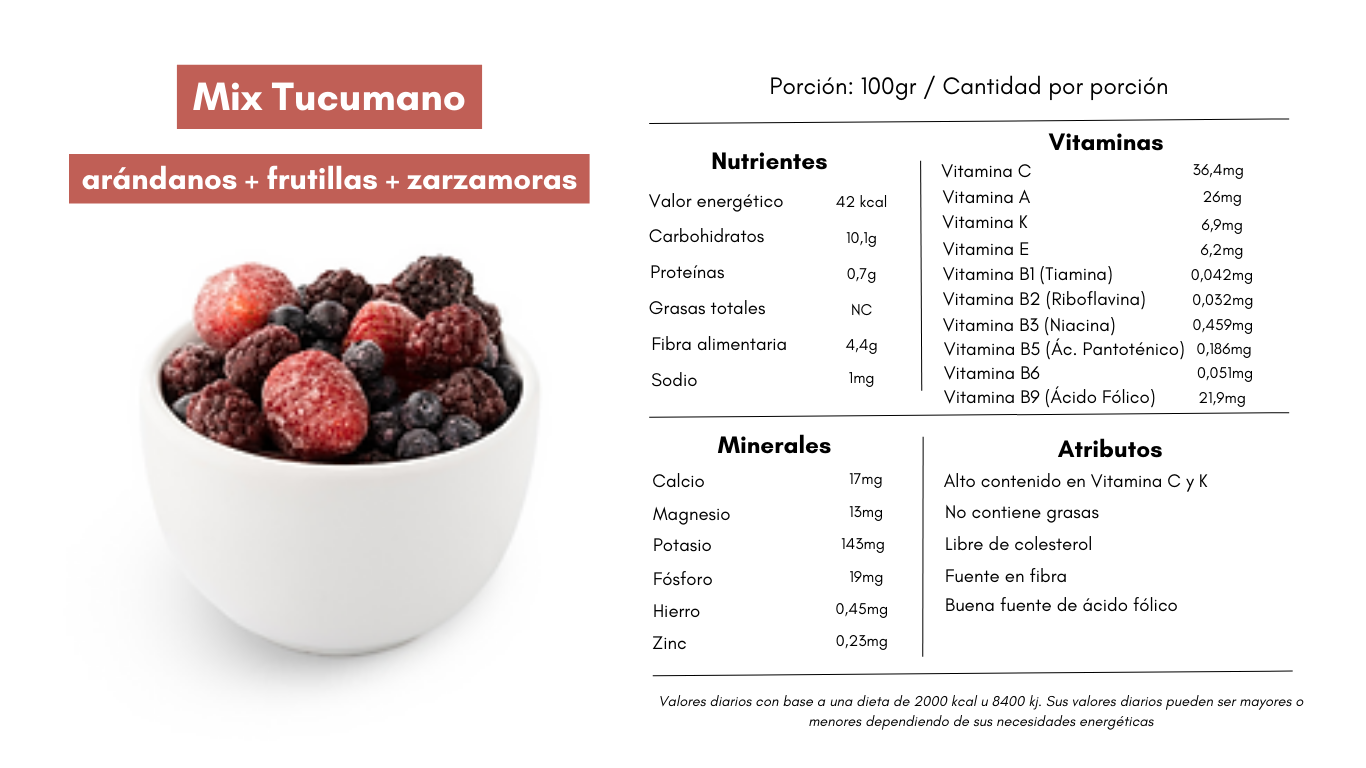 Mix Tucumano
arándanos + frutillas + zarzamoras
Porción: 100gr / Cantidad por porción
Nutrientes
Valor energético 42 kcal
Carbohidratos 10,1g
Proteínas 0,7g
Grasas totales NC
Fibra alimentaria 4,4g
Sodio 1mg
Vitaminas
Vitamina C 36,4mg
Vitamina A 26mg
Vitamina K 6,9mg
Vitamina E 6,2mg
Vitamina B1 (Tiamina) 0,042mg
Vitamina B2 (Riboflavina) 0,032mg
Vitamina B3 (Niacina) 0,459mg
Vitamina B5 (Ác. Pantoténico) 0,186mg
Vitamina B6 0,051mg
Vitamina B9 (Ácido Fólico) 21,9mg
Minerales
Calcio 17mg
Magnesio 13mg
Potasio 143mg
Fósforo 19mg
Hierro 0,45mg
Zinc 0,23mg
Atributos
Alto contenido en Vitamina C y K
No contiene grasas
Libre de colesterol
Fuente en fibra
Buena fuente de ácido fólico
Valores diarios con base a una dieta de 2000 kcal u 8400 kj. Sus valores diarios pueden ser mayores o
menores dependiendo de sus necesidades energéticas